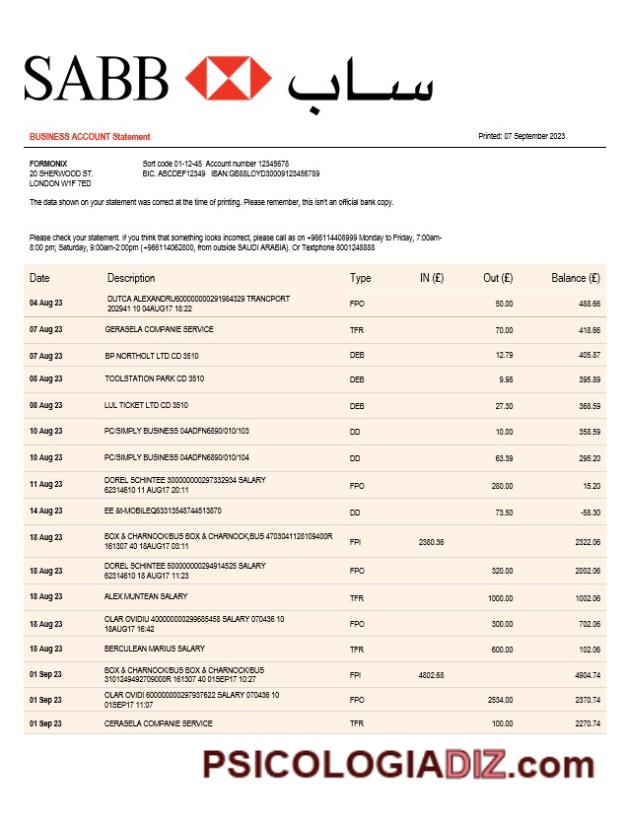 SABB ساب
BUSINESS ACCOUNT Statement Printed: 07 September 2023
FORMONIX Sort code 01-12-45 Account number 12345678
20 SHERWOOD ST. BIC. ABCDEF12349 IBAN:GB88LOYD30009123456789
LONDON W1F 7ED
The data shown on your statement was correct at the time of printing. Please remember, this isn't an official bank copy.
Please check your statement. If you think that something looks incorrect, please call as on +966114408999 Monday to Friday, 7:00am-
8:00 pm; Saturday, 9:00am-2:00pm (+966114062800, from outside SAUDI ARABIA). Or Textphone 8001248888
Date Description Type IN (£) Out (£) Balance (£)
04 Aug 23 DUTCA ALEXANDRU600000000291984329 TRANCPORT FPO 50.00 488.66
202941 10 04AUG17 18:22
07 Aug 23 GERASELA COMPANIE SERVICE TFR 70.00 418.66
07 Aug 23 BP NORTHOLT LTD CD 3510 DEB 12.79 405.87
08 Aug 23 TOOLSTATION PARK CD 3510 DEB 9.98 395.89
08 Aug 23 LUL TICKET LTD CD 3510 DEB 27.30 368.59
10 Aug 23 PC/SIMPLY BUSINESS 04ADFN6890/010/103 DD 10.00 358.59
10 Aug 23 PC/SIMPLY BUSINESS 04ADFN6890/010/104 DD 63.39 295.20
11 Aug 23 DOREL SCHINTEE 300000000297332934 SALARY FPO 280.00 15.20
62314610 11 AUG17 20:11
14 Aug 23 EE &t-MOBILEQ63313548744513870 DD 73.50 -58.30
18 Aug 23 BOX & CHARNOCK/BUS BOX & CHARNOCK,BUS 4703041128109400R FPI 2380.36 2322.06
161307 40 18AUG17 03:11
18 Aug 23 DOREL SCHINTEE 500000000294914525 SALARY FPO 320.00 2002.06
62314610 18 AUG17 11:23
18 Aug 23 ALEX MUNTEAN SALARY TFR 1000.00 1002.06
18 Aug 23 OLAR OVIDIU 400000000299685458 SALARY 070436 10 FPO 300.00 702.06
18AUG17 16:42
18 Aug 23 BERCULEAN MARIUS SALARY TFR 600.00 102.06
01 Sep 23 BOX & CHARNOCK/BUS BOX & CHARNOCK/BUS FPI 4802.68 4904.74
3101249492709000R 161307 40 01SEP17 10:27
01 Sep 23 OLAR OVIDI 600000000297937622 SALARY 070436 10 FPO 2534.00 2370.74
01SEP17 11:07
01 Sep 23 CERASELA COMPANIE SERVICE TFR 100.00 2270.74
PSICOLOGIADIZ.com